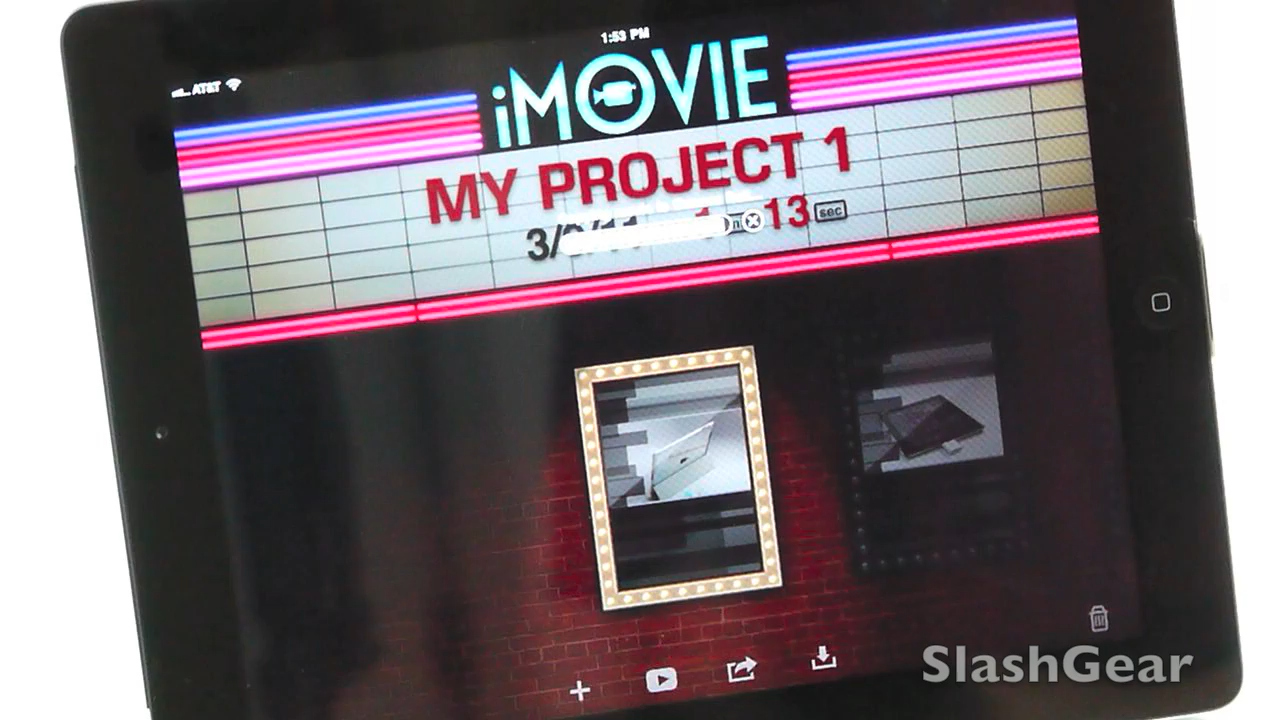 1:53 PM
AT&T
iMOVIE
MY PROJECT 1
13 sec
SlashGear